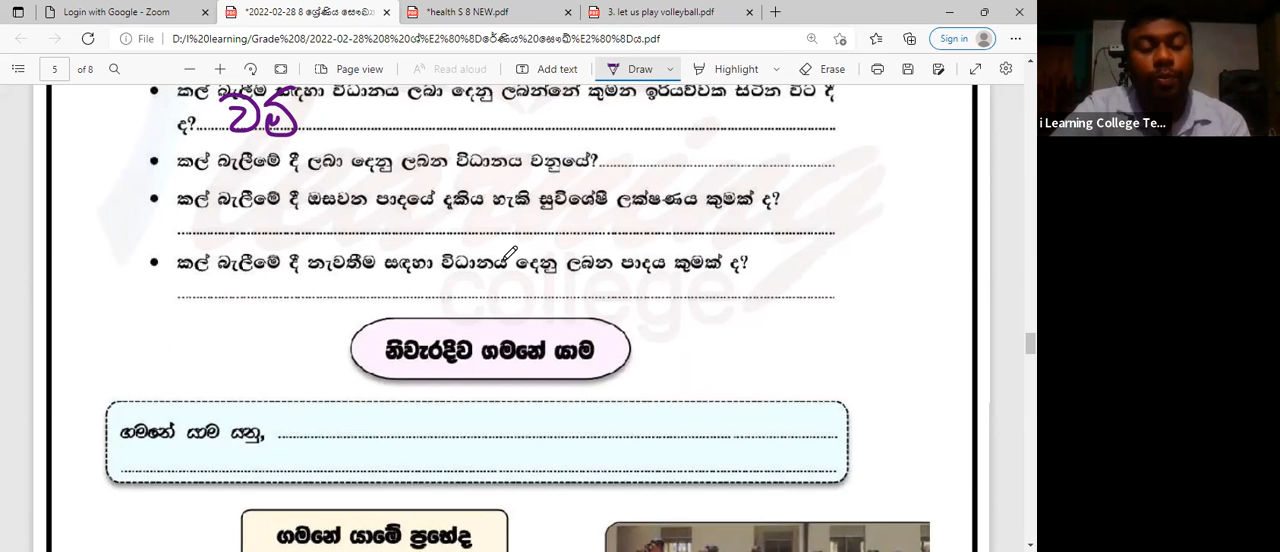 Login with Google - Zoom
*2022-02-28 8 ශ්‍රේණිය සෞඛ්‍ය
*health S 8 NEW.pdf
3. let us play volleyball.pdf
File D:/I%20learning/Grade%208/2022-02-28%208%20ශ්%E2%80%8Dරේණිය%20සෞඛ්%E2%80%8Dය.pdf
Sign in
5 of 8 Page view Read aloud Add text Draw Highlight Erase
කල් බැලීම සඳහා විධානය ලබා දෙනු ලබන්නේ කුමන ඉරියව්වක සිටින විට දී
ද?
වම්
කල් බැලීමේ දී ලබා දෙනු ලබන විධානය වනුයේ?
කල් බැලීමේ දී ඔසවන පාදයේ දැකිය හැකි සුවිශේෂී ලක්ෂණය කුමක් ද?
කල් බැලීමේ දී නැවතීම සඳහා විධානය දෙනු ලබන පාදය කුමක් ද?
learning
college
නිවැරදිව ගමනේ යාම
ගමනේ යාම යනු,
ගමනේ යාමේ ප්‍රභේද
i Learning College Te...